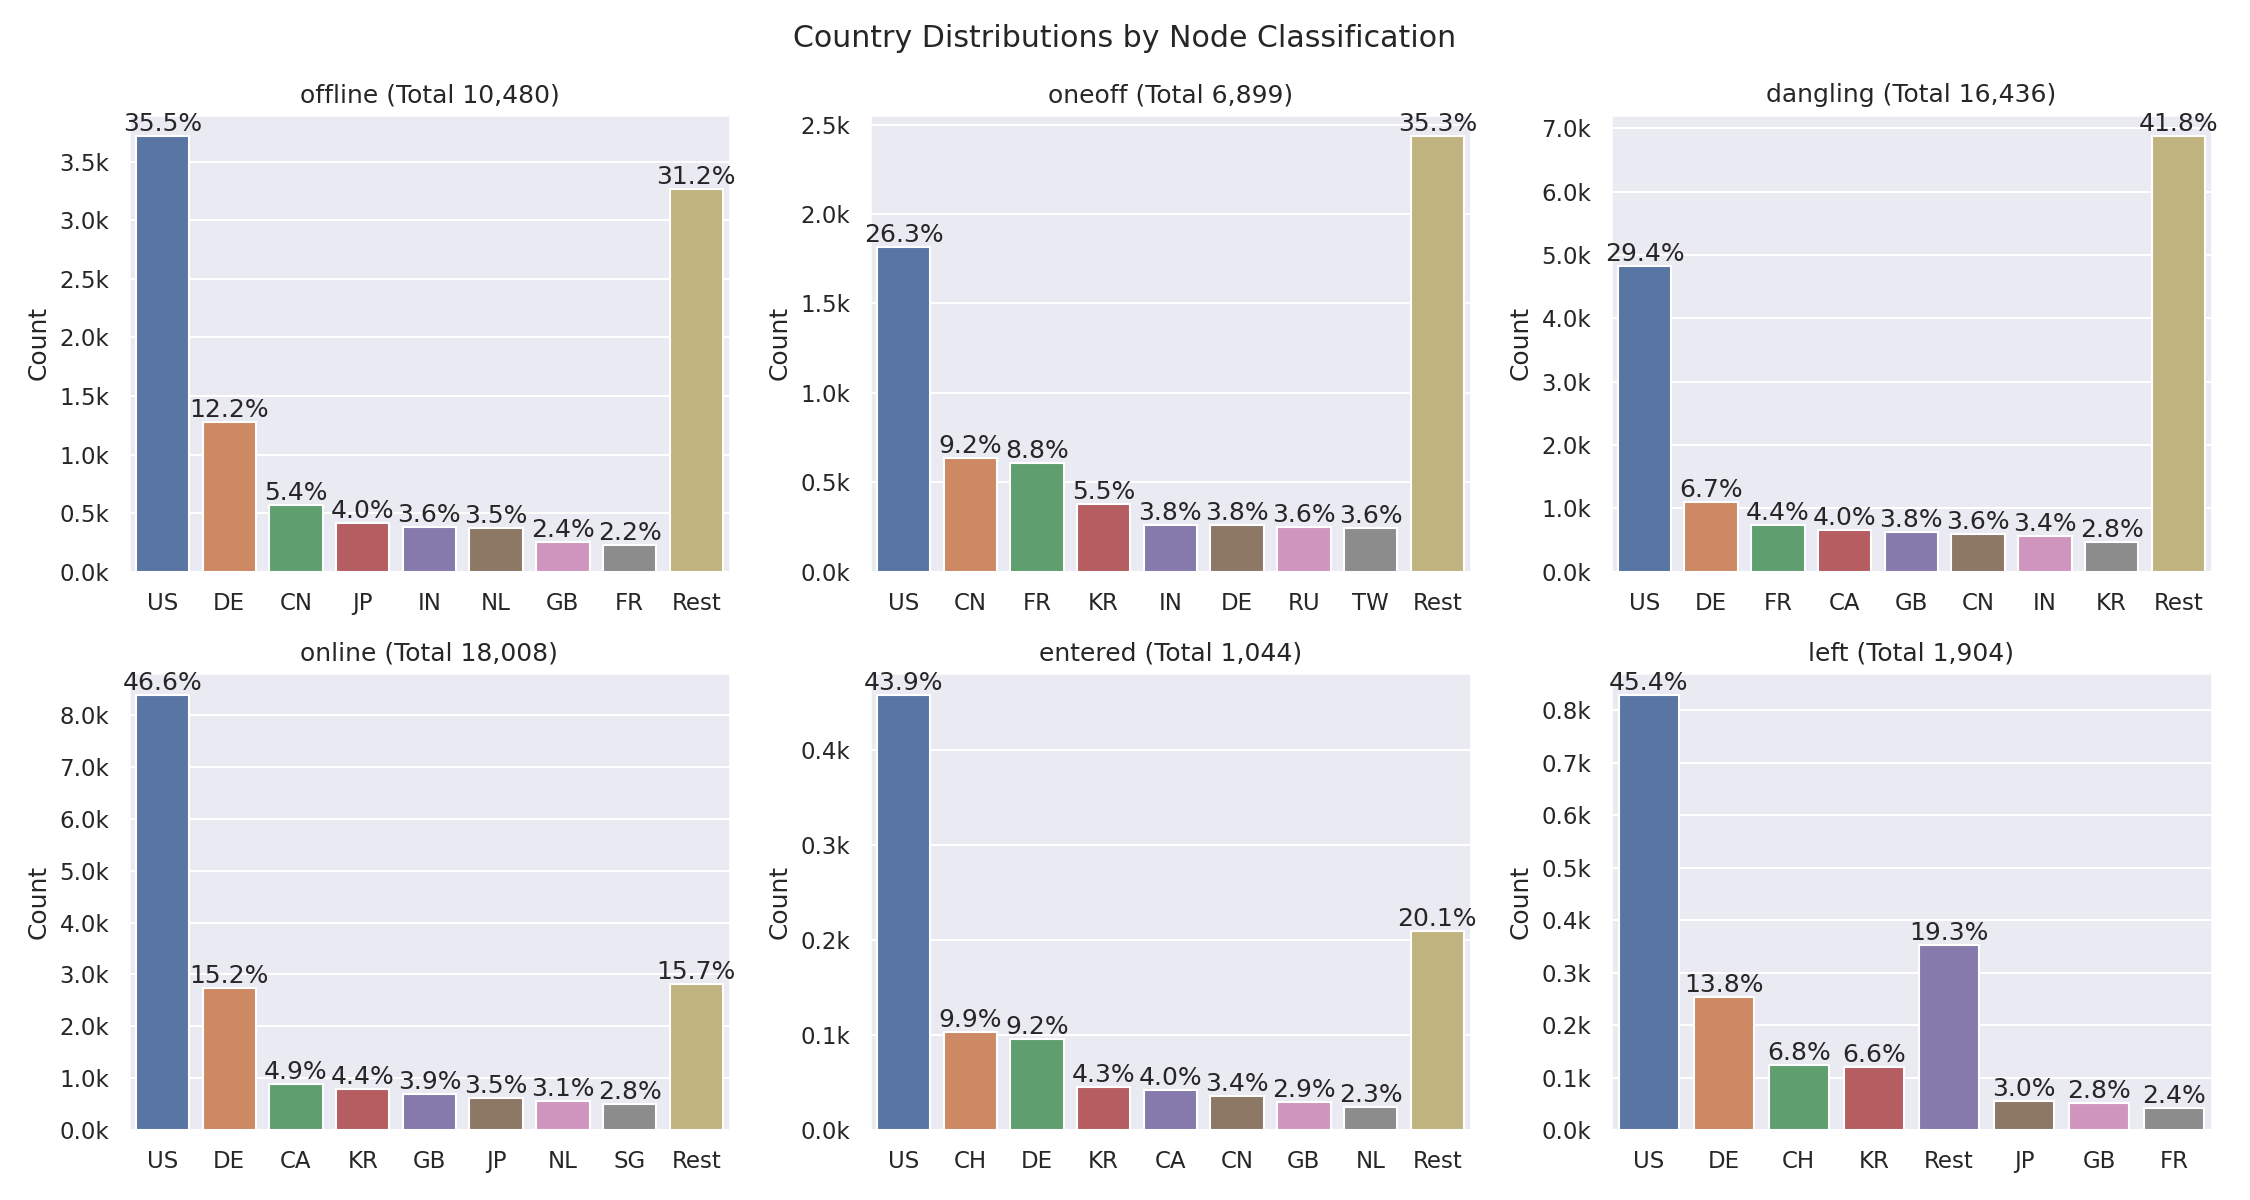 Country Distributions by Node Classification
offline (Total 10,480)
Count
3.5k
3.0k
2.5k
2.0k
1.5k
1.0k
0.5k
0.0k
35.5%
12.2%
5.4%
4.0%
3.6%
3.5%
2.4%
2.2%
31.2%
US DE CN JP IN NL GB FR Rest
oneoff (Total 6,899)
Count
2.5k
2.0k
1.5k
1.0k
0.5k
0.0k
26.3%
9.2%
8.8%
5.5%
3.8%
3.8%
3.6%
3.6%
35.3%
US CN FR KR IN DE RU TW Rest
dangling (Total 16,436)
Count
7.0k
6.0k
5.0k
4.0k
3.0k
2.0k
1.0k
0.0k
29.4%
6.7%
4.4%
4.0%
3.8%
3.6%
3.4%
2.8%
41.8%
US DE FR CA GB CN IN KR Rest
online (Total 18,008)
Count
8.0k
7.0k
6.0k
5.0k
4.0k
3.0k
2.0k
1.0k
0.0k
46.6%
15.2%
4.9%
4.4%
3.9%
3.5%
3.1%
2.8%
15.7%
US DE CA KR GB JP NL SG Rest
entered (Total 1,044)
Count
0.4k
0.3k
0.2k
0.1k
0.0k
43.9%
9.9%
9.2%
4.3%
4.0%
3.4%
2.9%
2.3%
20.1%
US CH DE KR CA CN GB NL Rest
left (Total 1,904)
Count
0.8k
0.7k
0.6k
0.5k
0.4k
0.3k
0.2k
0.1k
0.0k
45.4%
13.8%
6.8%
6.6%
19.3%
3.0%
2.8%
2.4%
US DE CH KR Rest JP GB FR